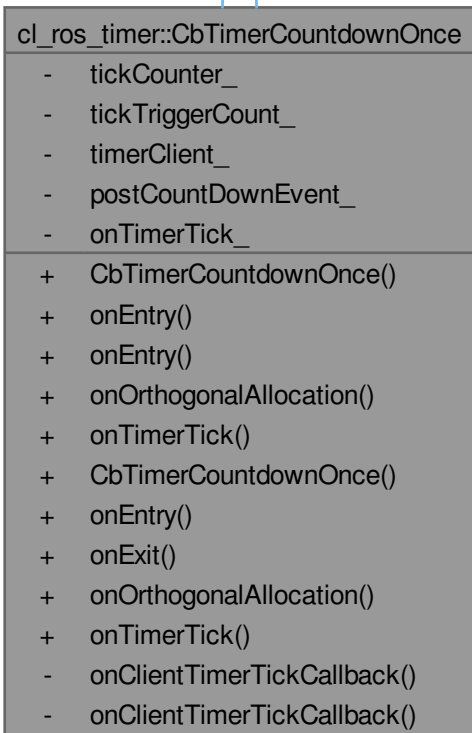 cl_ros_timer::CbTimerCountdownOnce
- tickCounter_
- tickTriggerCount_
- timerClient_
- postCountDownEvent_
- onTimerTick_
+ CbTimerCountdownOnce()
+ onEntry()
+ onEntry()
+ onOrthogonalAllocation()
+ onTimerTick()
+ CbTimerCountdownOnce()
+ onEntry()
+ onExit()
+ onOrthogonalAllocation()
+ onTimerTick()
- onClientTimerTickCallback()
- onClientTimerTickCallback()